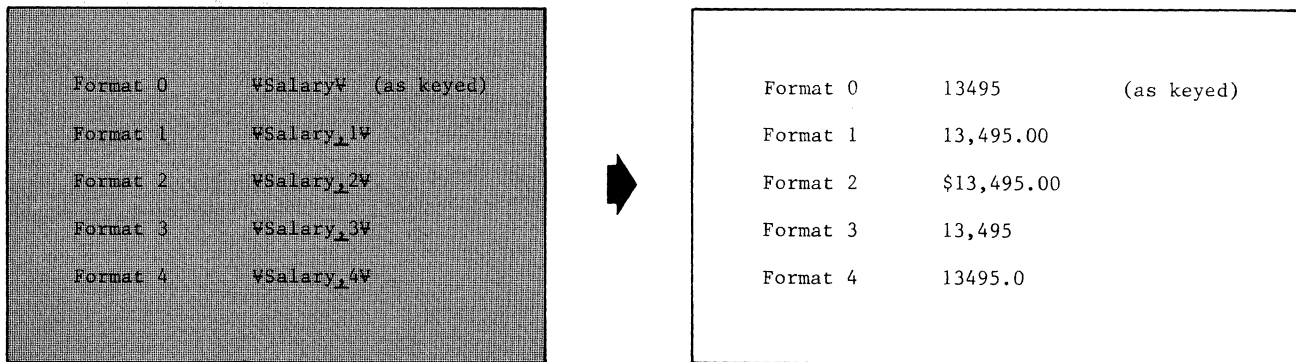 Format 0 ¥Salary¥ (as keyed)
Format 1 ¥Salary,1¥
Format 2 ¥Salary,2¥
Format 3 ¥Salary,3¥
Format 4 ¥Salary,4¥
Format 0 13495 (as keyed)
Format 1 13,495.00
Format 2 $13,495.00
Format 3 13,495
Format 4 13495.0